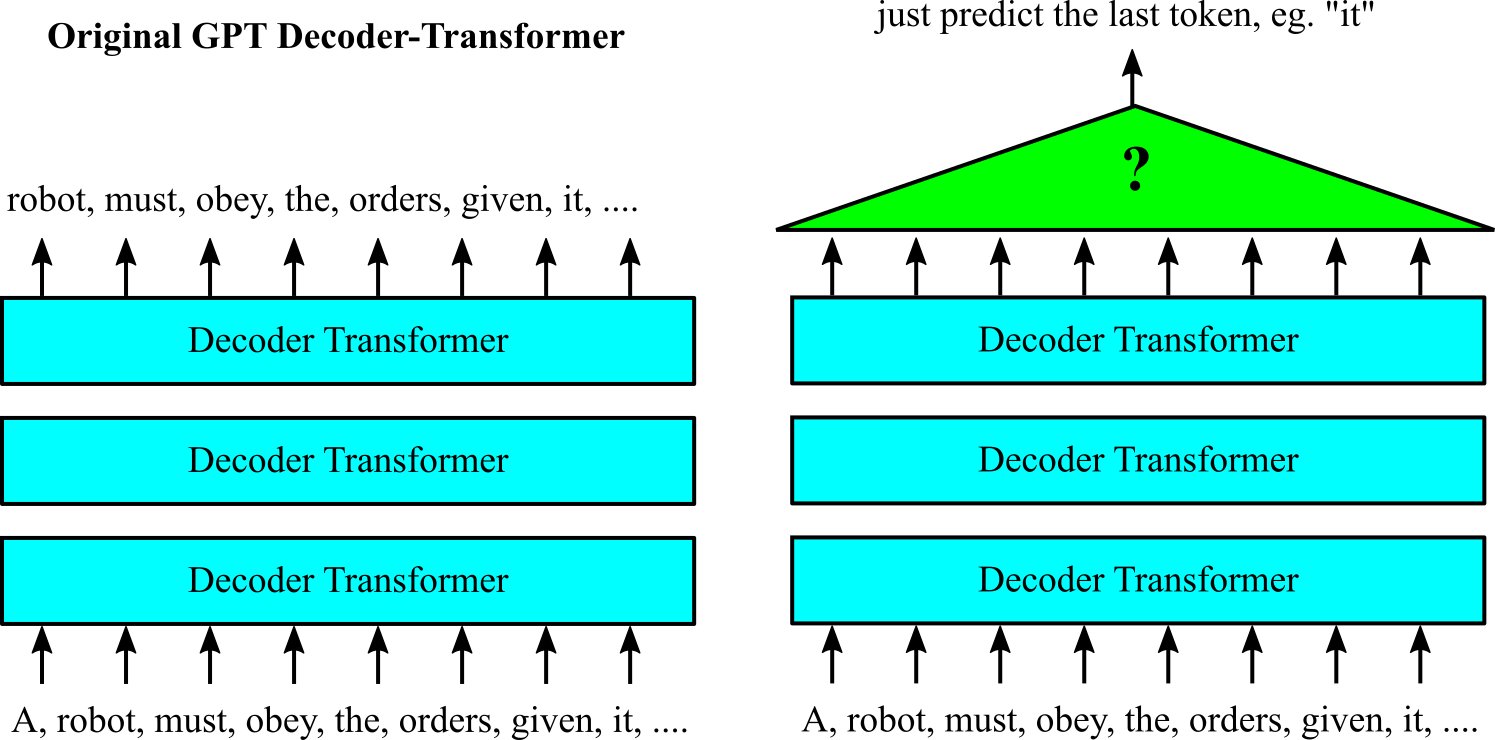 Original GPT Decoder-Transformer
robot, must, obey, the, orders, given, it, ....
Decoder Transformer
Decoder Transformer
Decoder Transformer
A, robot, must, obey, the, orders, given, it, ....
just predict the last token, eg. "it"
?
Decoder Transformer
Decoder Transformer
Decoder Transformer
A, robot, must, obey, the, orders, given, it, ....